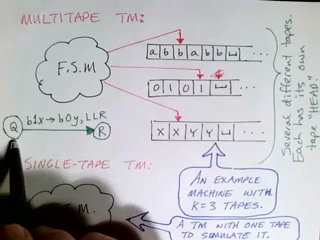 MULTITAPE TM:
F.S.M
a b b a b b ⊔ ...
0 1 0 1 ⊔ ...
X X Y Y ⊔ ...
Several different tapes.
Each has its own
tape "HEAD."
Q b1x → b0y, LLR R
AN EXAMPLE
MACHINE WITH
K=3 TAPES.
SINGLE-TAPE TM:
S.M.
A TM WITH ONE TAPE
TO SIMULATE IT.